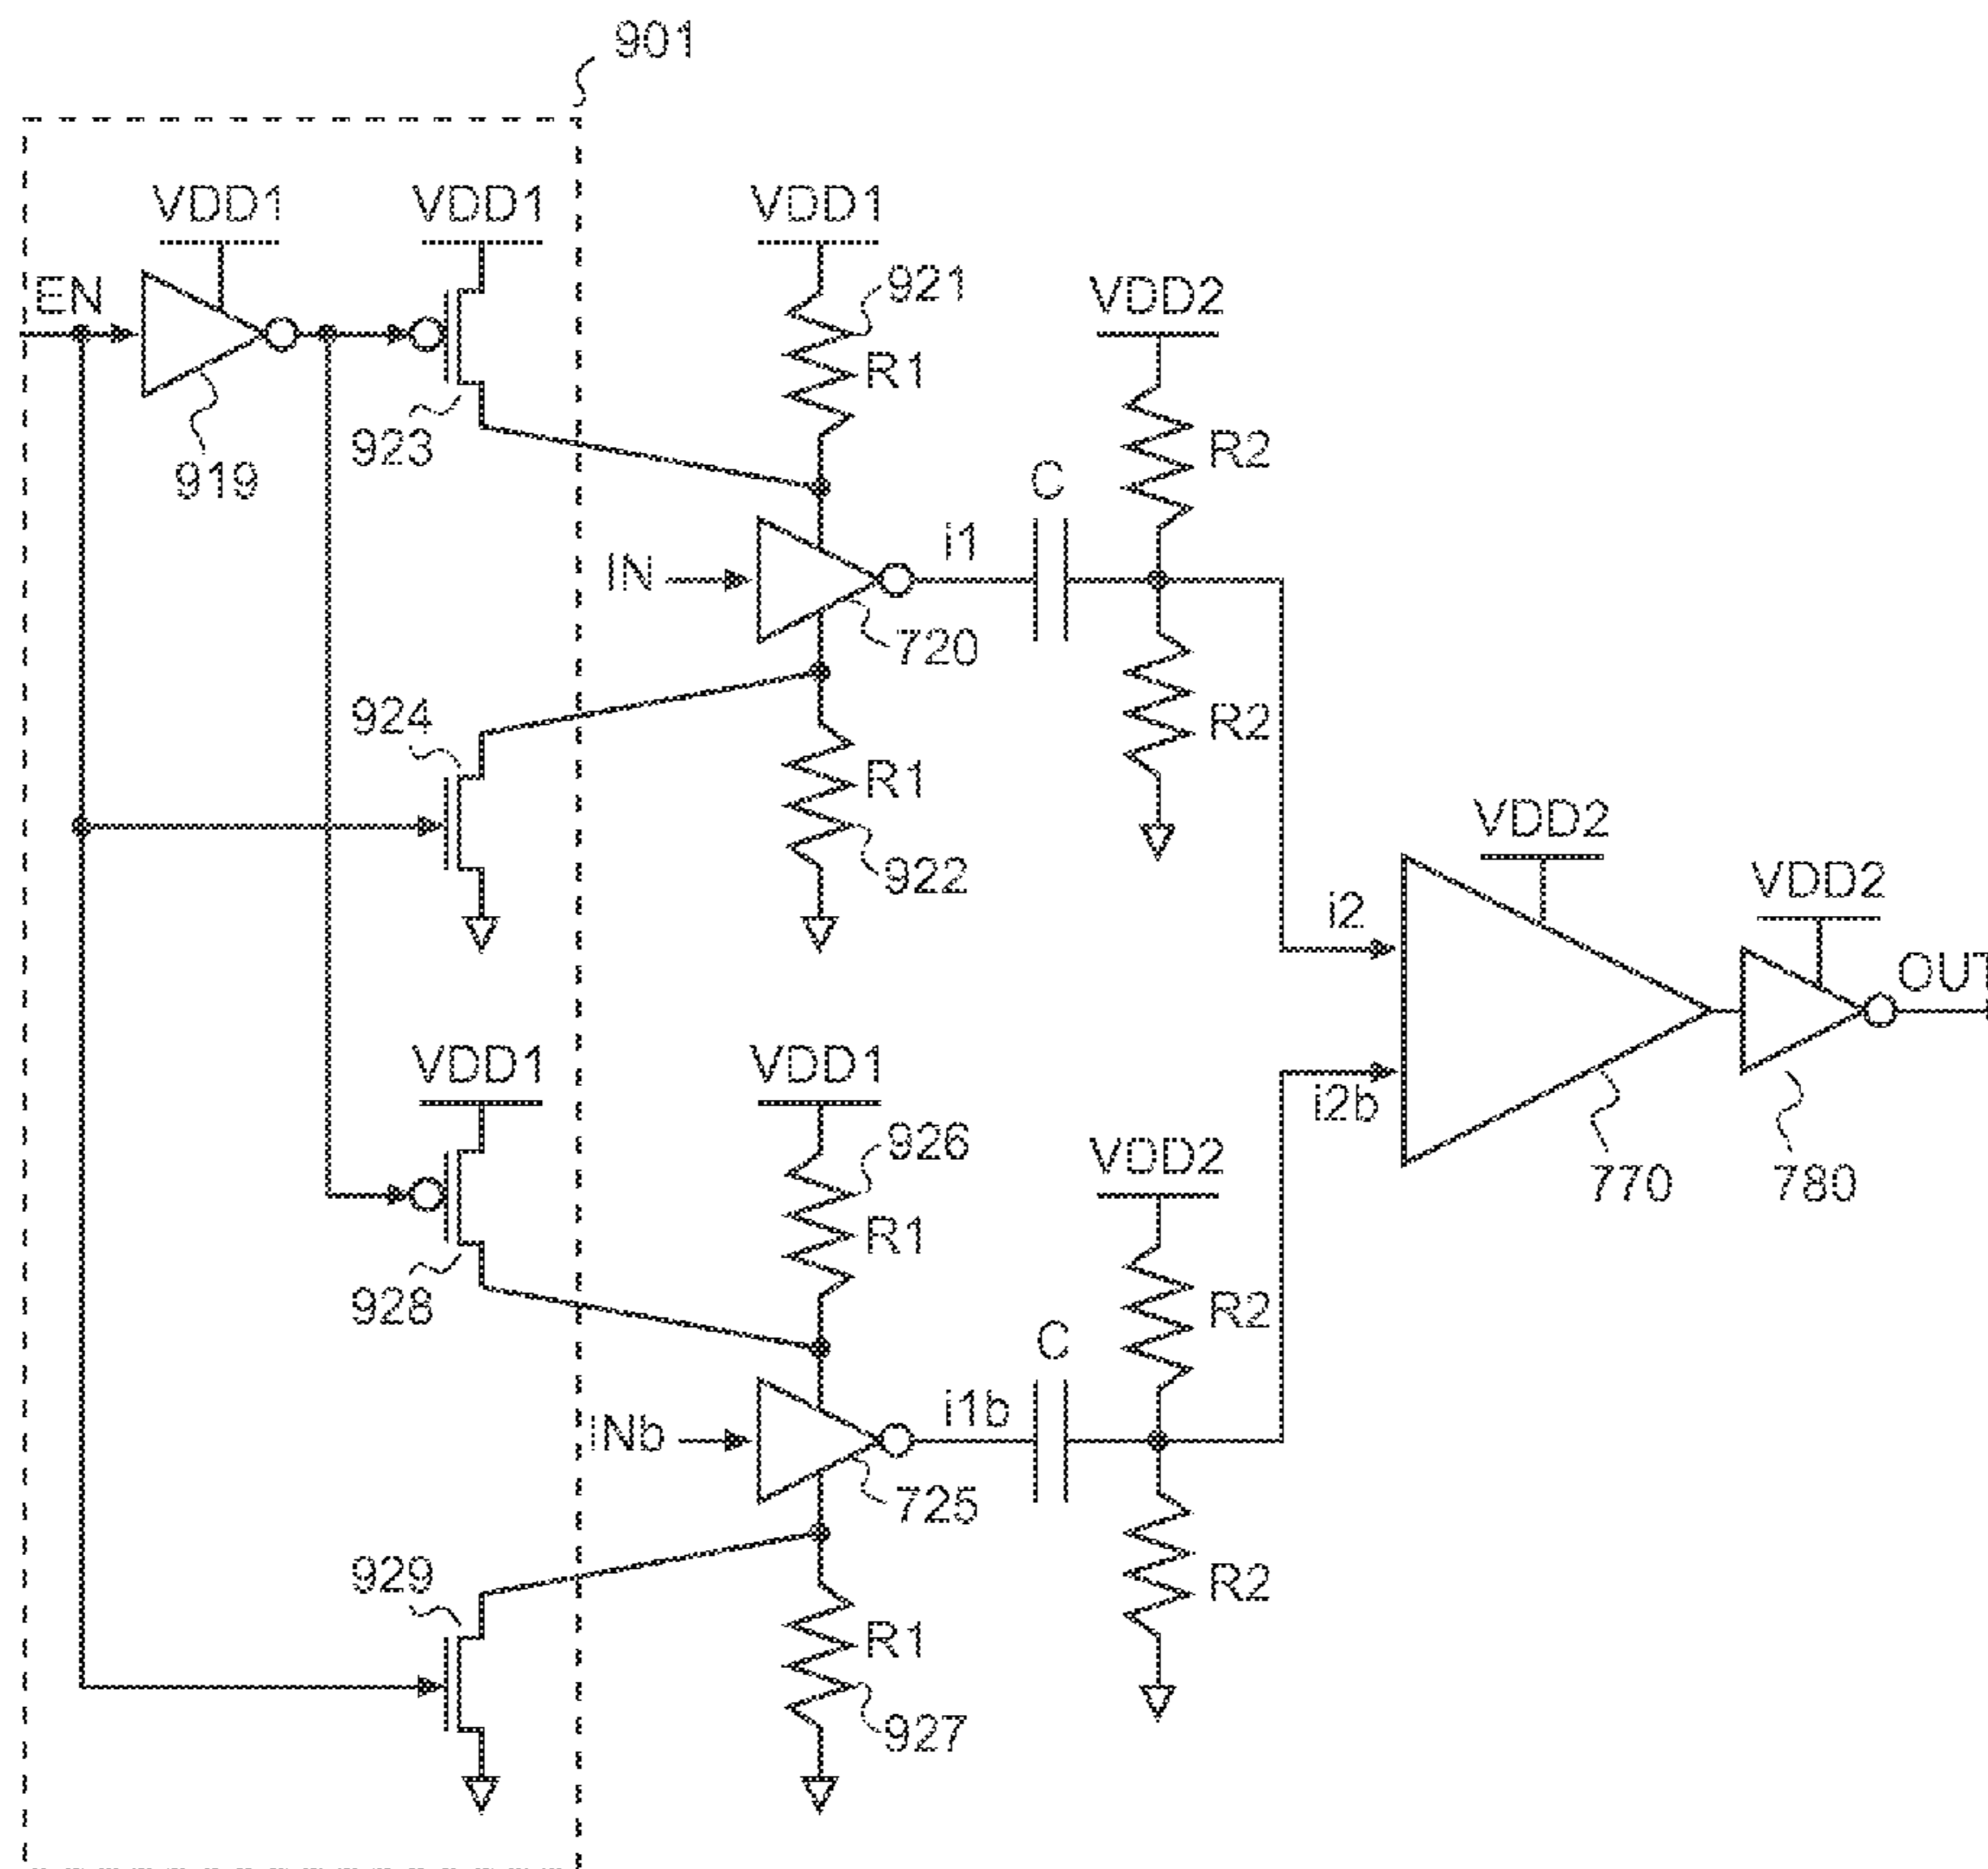 901
VDD1
VDD1
VDD1
EN
921
VDD2
R1
923
919
R2
C
i1
IN
720
924
R2
R1
VDD2
922
VDD2
i2
OUT
VDD1
VDD1
i2b
926
VDD2
770
780
R1
928
R2
C
i1b
INb
725
929
R2
R1
927